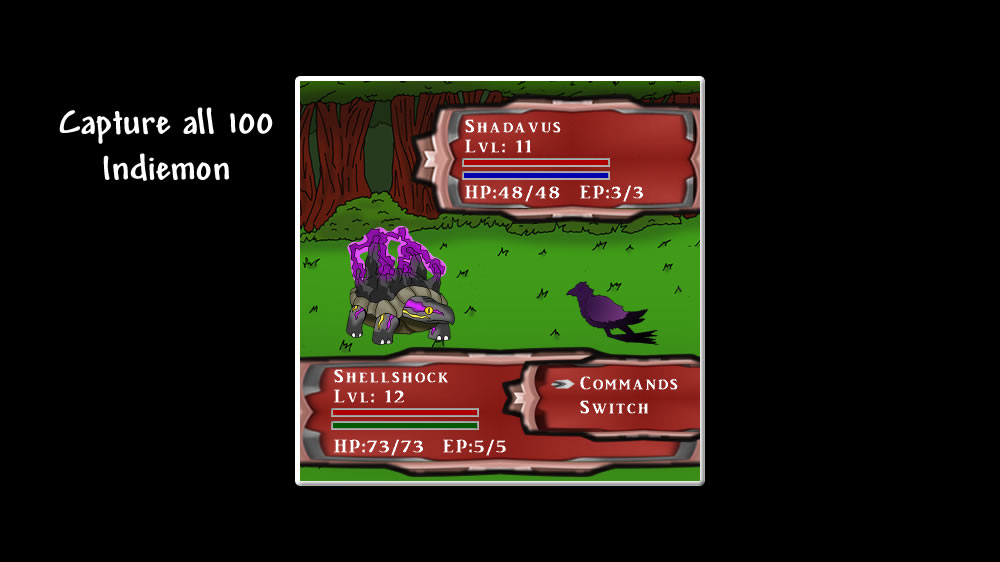 Capture all 100
Indiemon
Shadavus
Lvl: 11
HP:48/48 EP:3/3
Shellshock
Lvl: 12
HP:73/73 EP:5/5
Commands
Switch